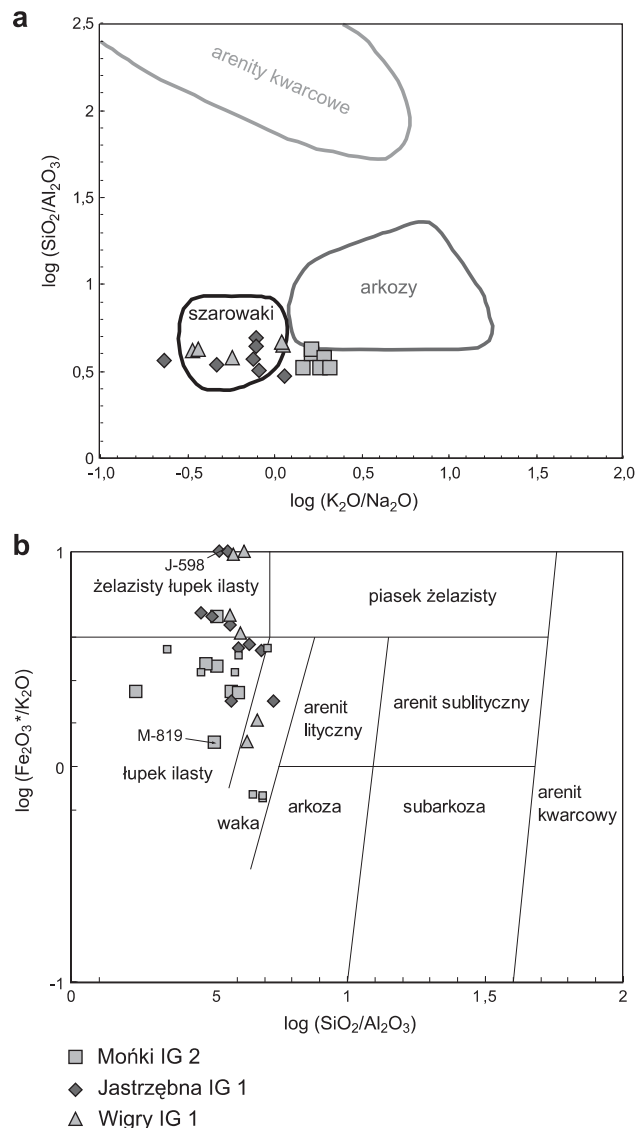 a
2,5
2
1,5
1
0,5
0
log (SiO₂/Al₂O₃)
arenity kwarcowe
arkozy
szarowaki
-1,0
-0,5
0,0
0,5
1,0
1,5
2,0
log (K₂O/Na₂O)
b
1
0
-1
log (Fe₂O₃*/K₂O)
J-598
żelazisty łupek ilasty
piasek żelazisty
arenit
lityczny
arenit sublityczny
M-819
łupek ilasty
waka
arkoza
subarkoza
arenit
kwarcowy
0
5
1
1,5
2
log (SiO₂/Al₂O₃)
Mońki IG 2
Jastrzębna IG 1
Wigry IG 1